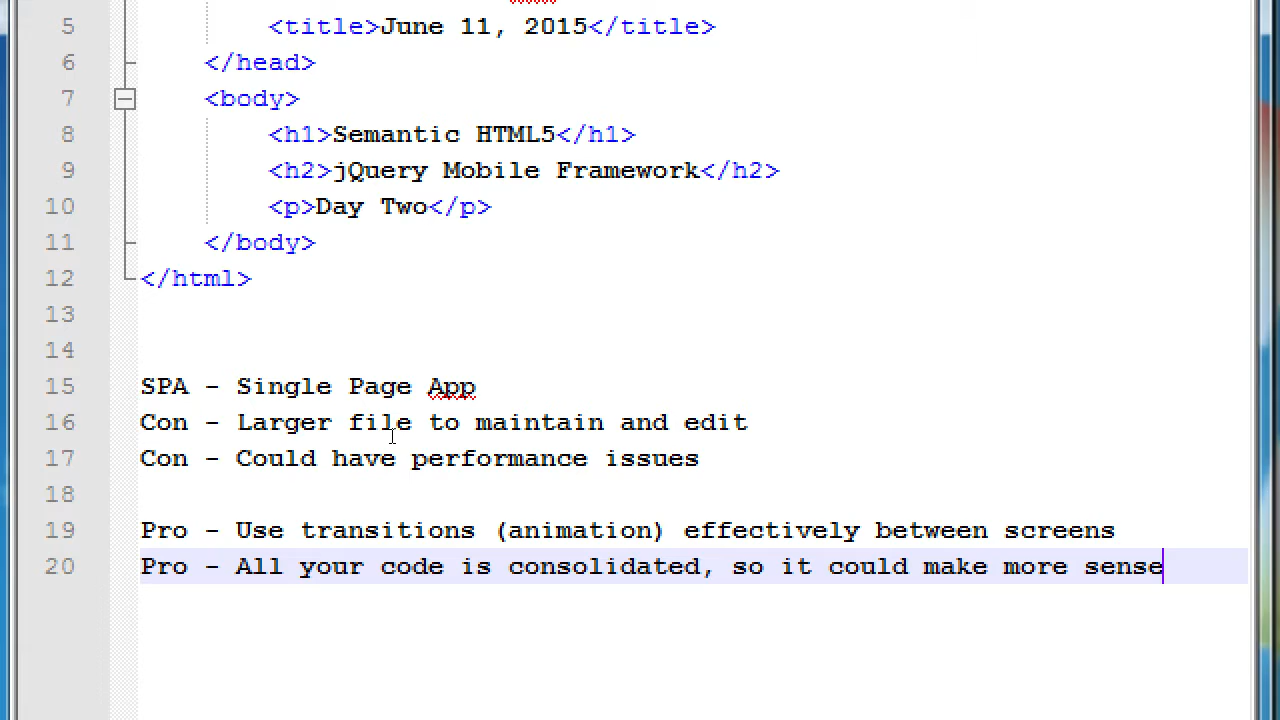 5 <title>June 11, 2015</title>
6 </head>
7 <body>
8 <h1>Semantic HTML5</h1>
9 <h2>jQuery Mobile Framework</h2>
10 <p>Day Two</p>
11 </body>
12 </html>
13
14
15 SPA - Single Page App
16 Con - Larger file to maintain and edit
17 Con - Could have performance issues
18
19 Pro - Use transitions (animation) effectively between screens
20 Pro - All your code is consolidated, so it could make more sense